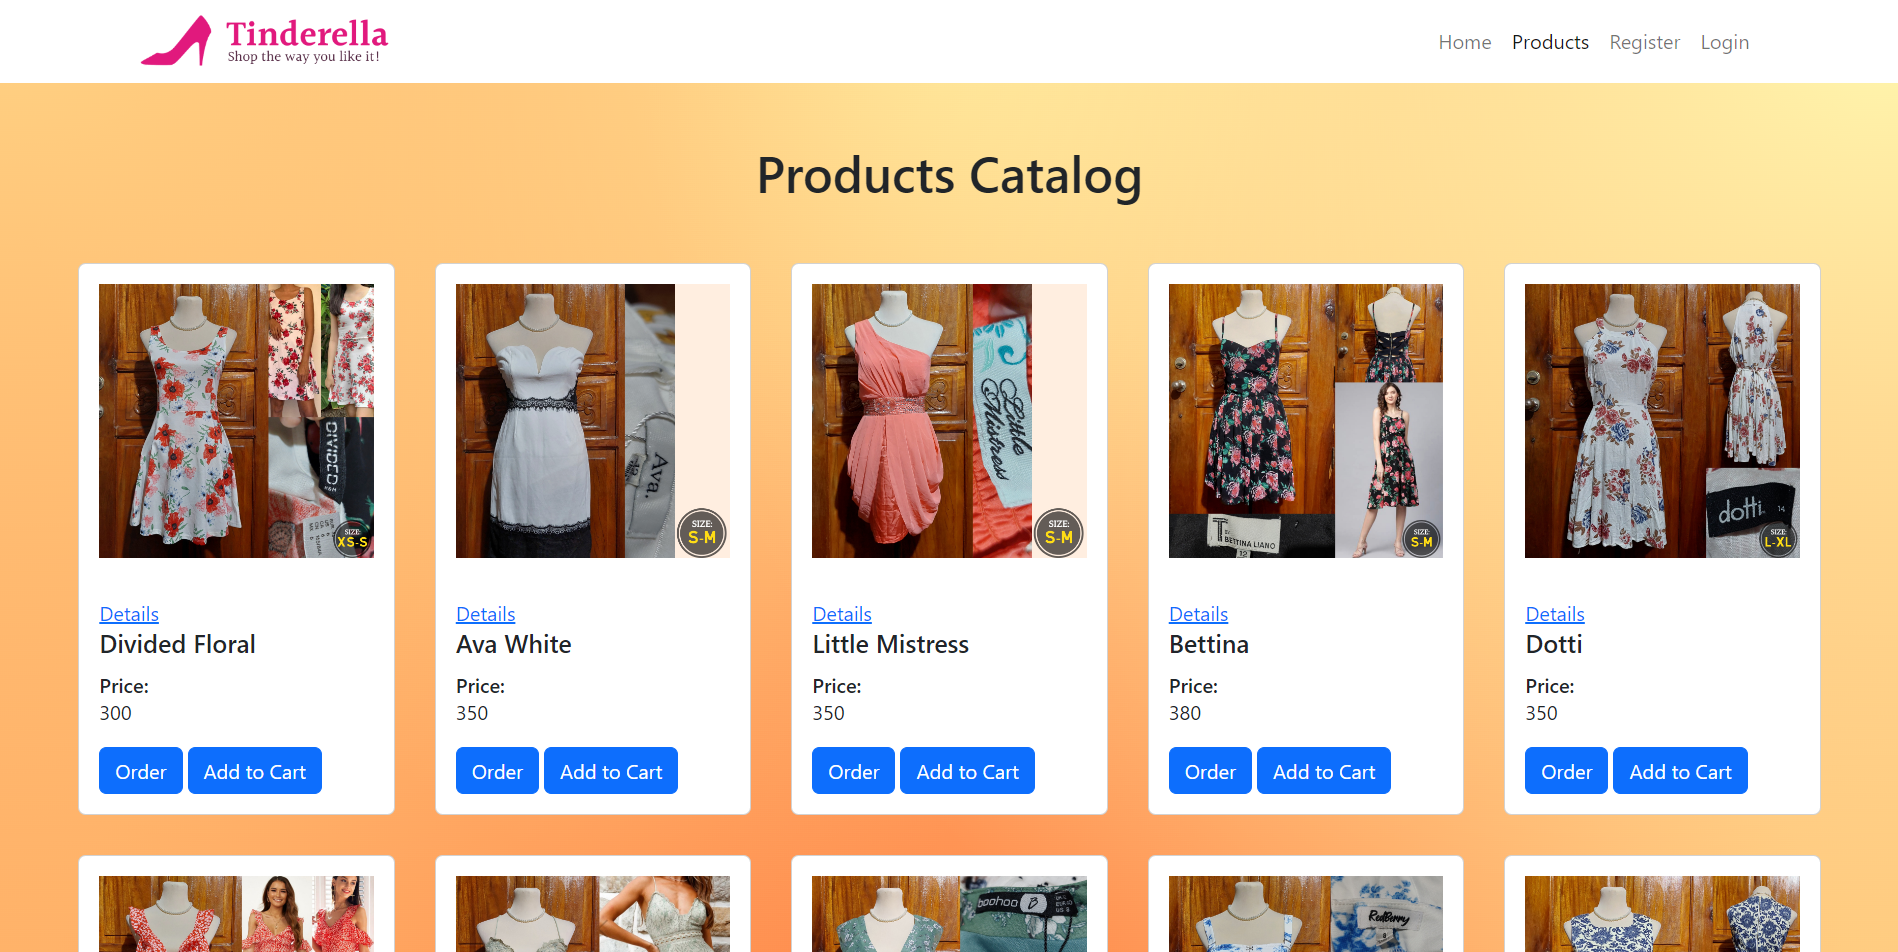 Tinderella
Shop the way you like it!
Home Products Register Login
Products Catalog
DIVIDED
H&M
SIZE:
XS-S
Ava.
SIZE:
S-M
Little
Mistress
SIZE:
S-M
BETTINA LIANO
12
SIZE:
S-M
dotti
14
SIZE:
L-XL
Details
Divided Floral
Price:
300
Order Add to Cart
Details
Ava White
Price:
350
Order Add to Cart
Details
Little Mistress
Price:
350
Order Add to Cart
Details
Bettina
Price:
380
Order Add to Cart
Details
Dotti
Price:
350
Order Add to Cart
boohoo
RedBerry